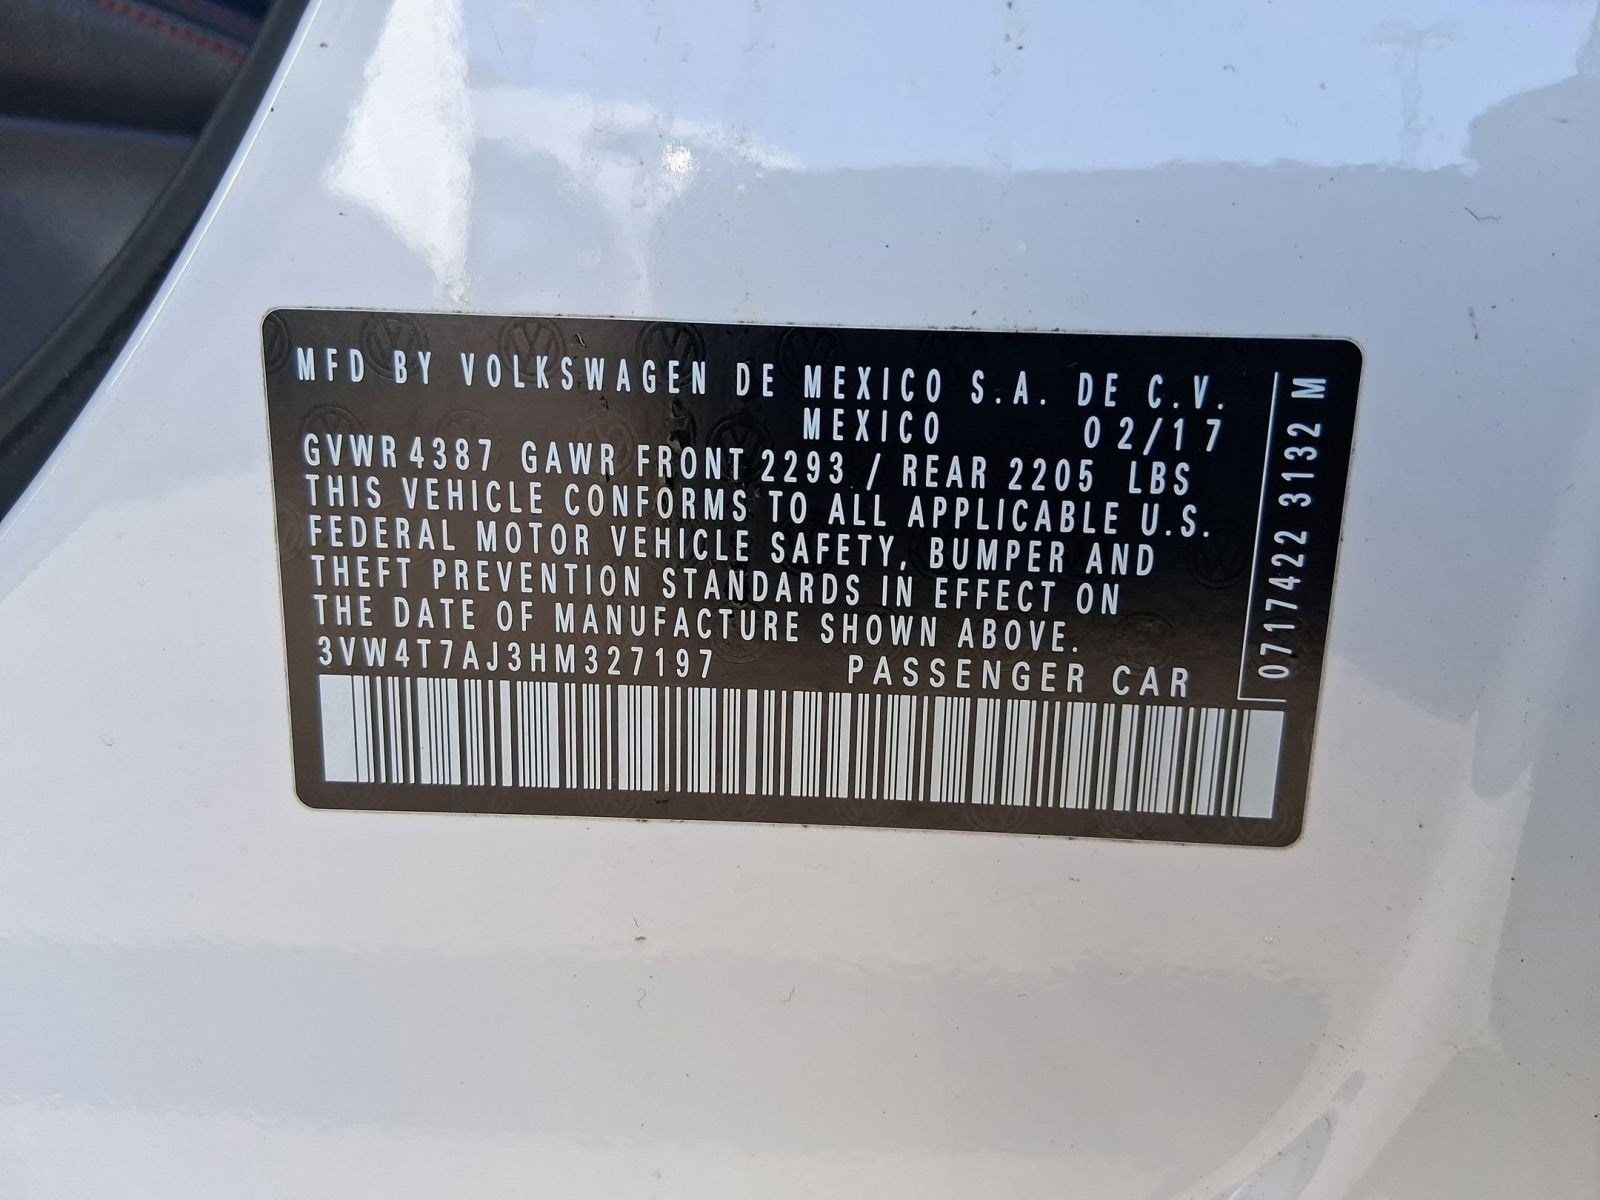 MFD BY VOLKSWAGEN DE MEXICO S.A. DE C.V.
MEXICO 02/17
GVWR 4387 GAWR FRONT 2293 / REAR 2205 LBS
THIS VEHICLE CONFORMS TO ALL APPLICABLE U.S.
FEDERAL MOTOR VEHICLE SAFETY, BUMPER AND
THEFT PREVENTION STANDARDS IN EFFECT ON
THE DATE OF MANUFACTURE SHOWN ABOVE.
3VW4T7AJ3HM327197 PASSENGER CAR
0717422 3132 M